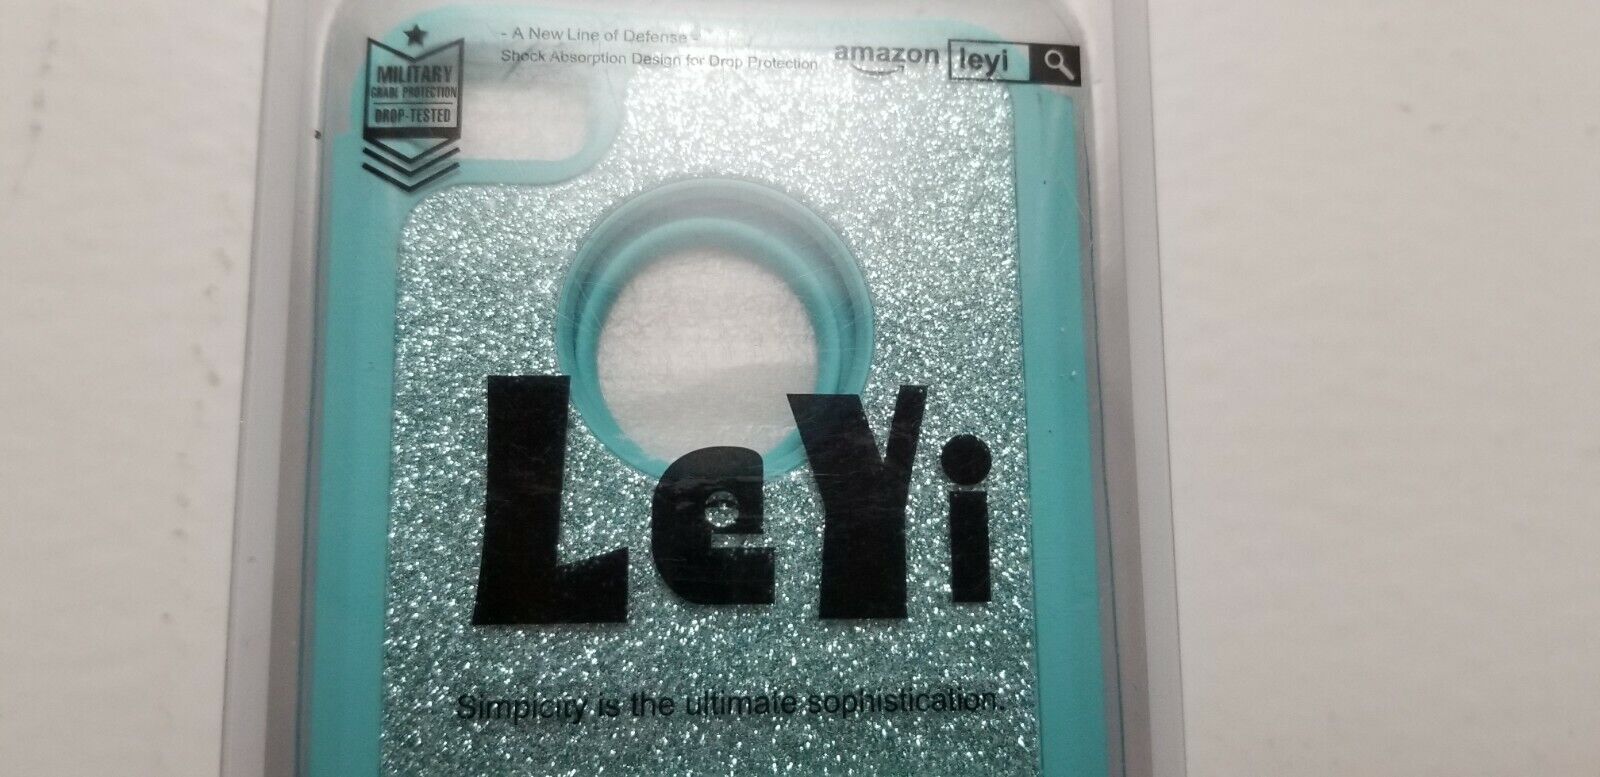 - A New Line of Defense -
Shock Absorption Design for Drop Protection
amazon leyi
MILITARY
GRADE PROTECTION
DROP-TESTED
LeYi
Simplcity is the ultimate sophistication.